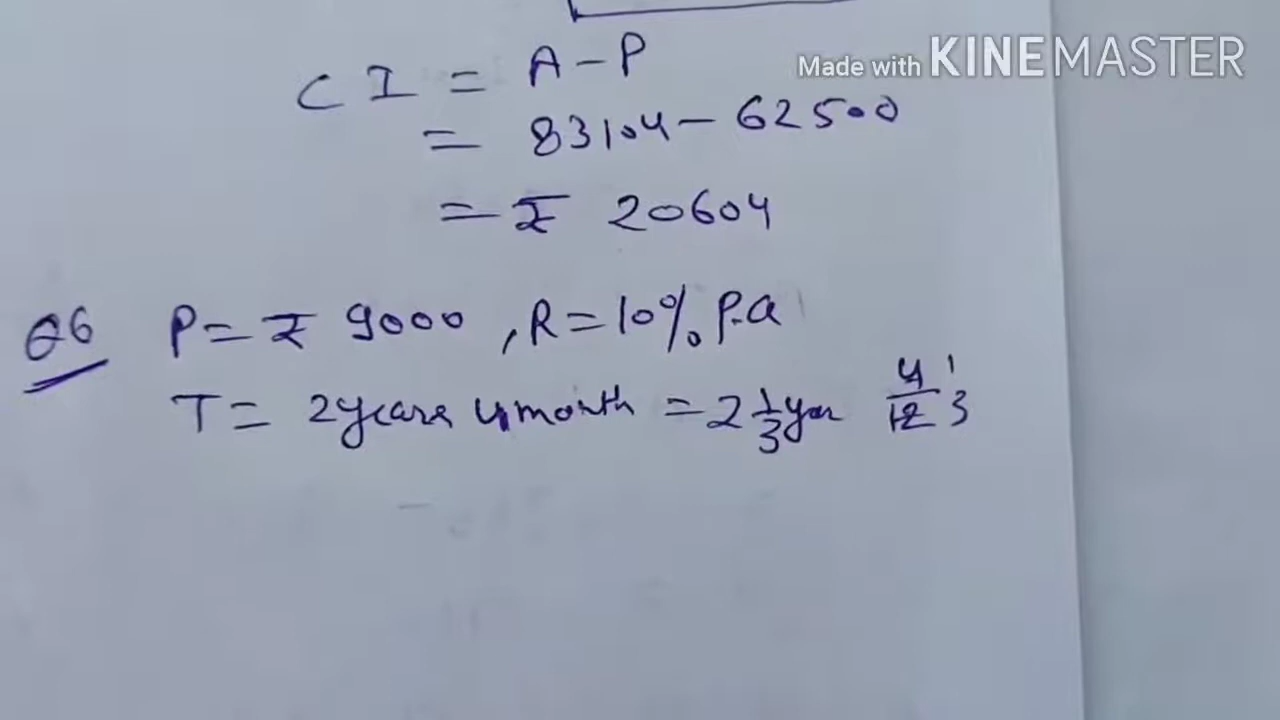 Made with KINEMASTER
CI = A - P
= 83104 - 62500
= ₹ 20604
Q6 P = ₹ 9000, R = 10% P.a
T = 2 years 4 month = 2 1/3 year 4/12 1/3